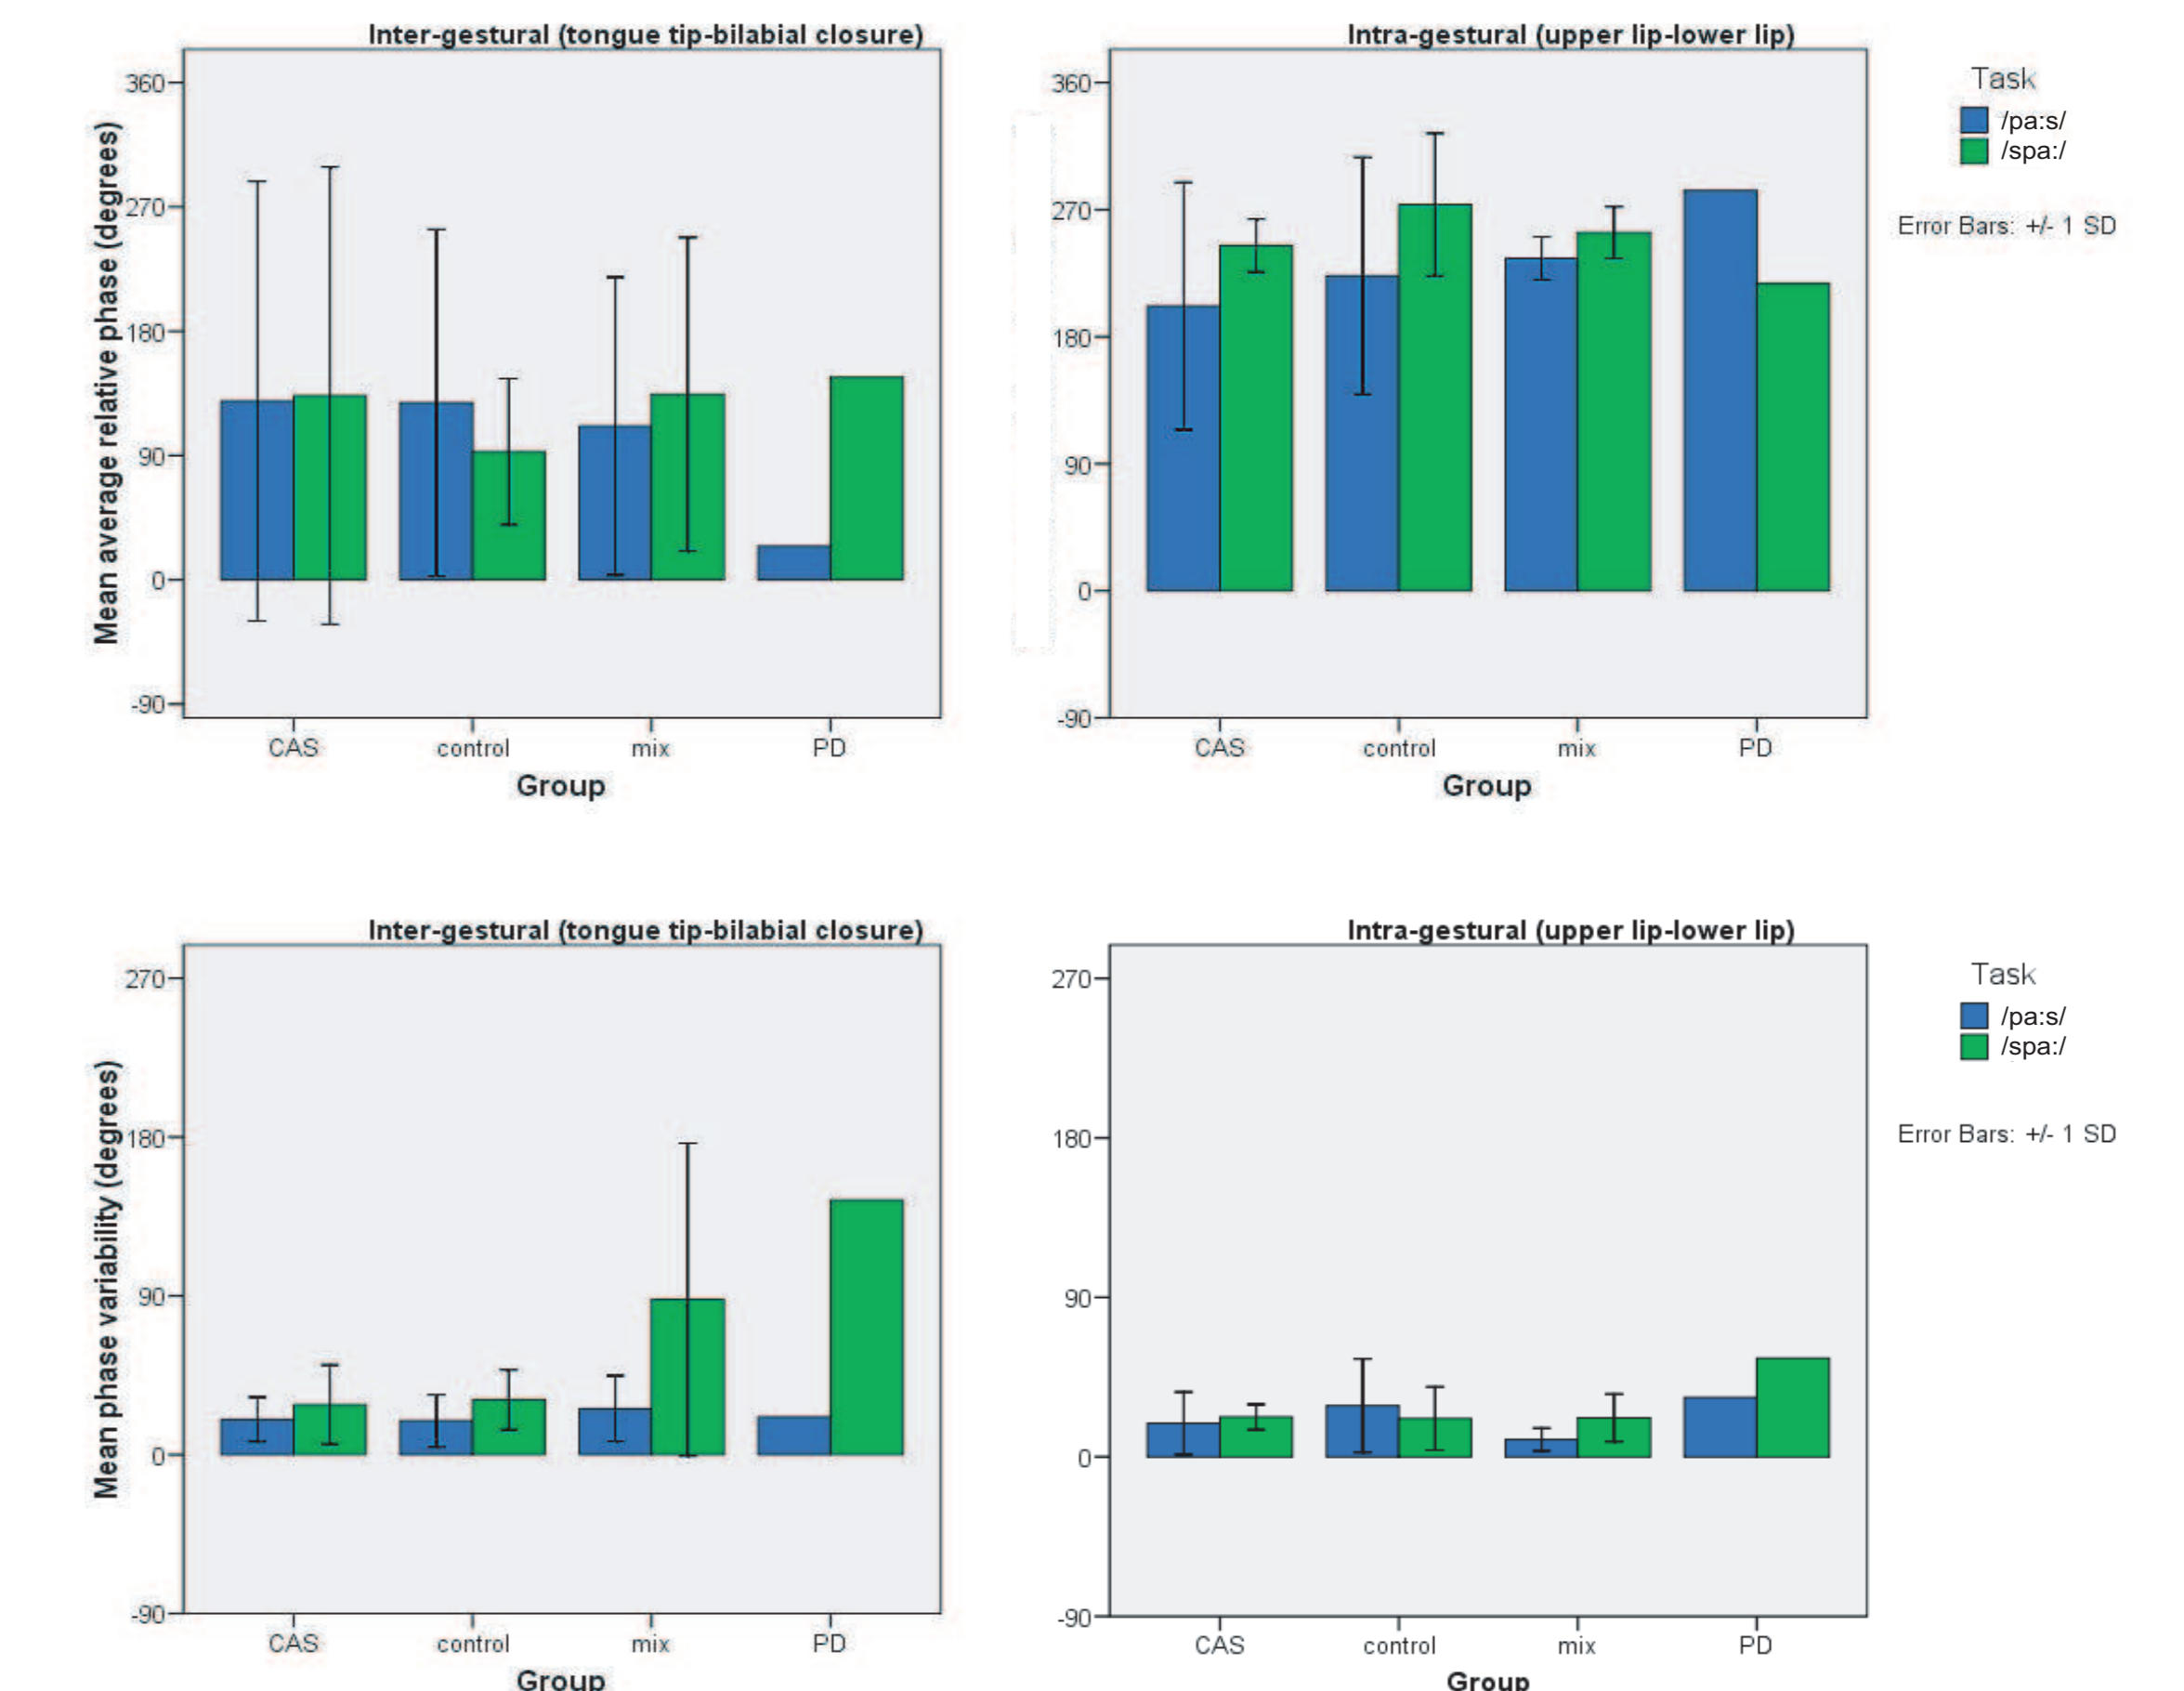 Inter-gestural (tongue tip-bilabial closure)
Mean average relative phase (degrees)
360
270
180
90
0
-90
CAS control mix PD
Group
Intra-gestural (upper lip-lower lip)
360
270
180
90
0
-90
CAS control mix PD
Group
Task
/pa:s/
/spa:/
Error Bars: +/- 1 SD
Inter-gestural (tongue tip-bilabial closure)
Mean phase variability (degrees)
270
180
90
0
-90
CAS control mix PD
Group
Intra-gestural (upper lip-lower lip)
270
180
90
0
-90
CAS control mix PD
Group
Task
/pa:s/
/spa:/
Error Bars: +/- 1 SD